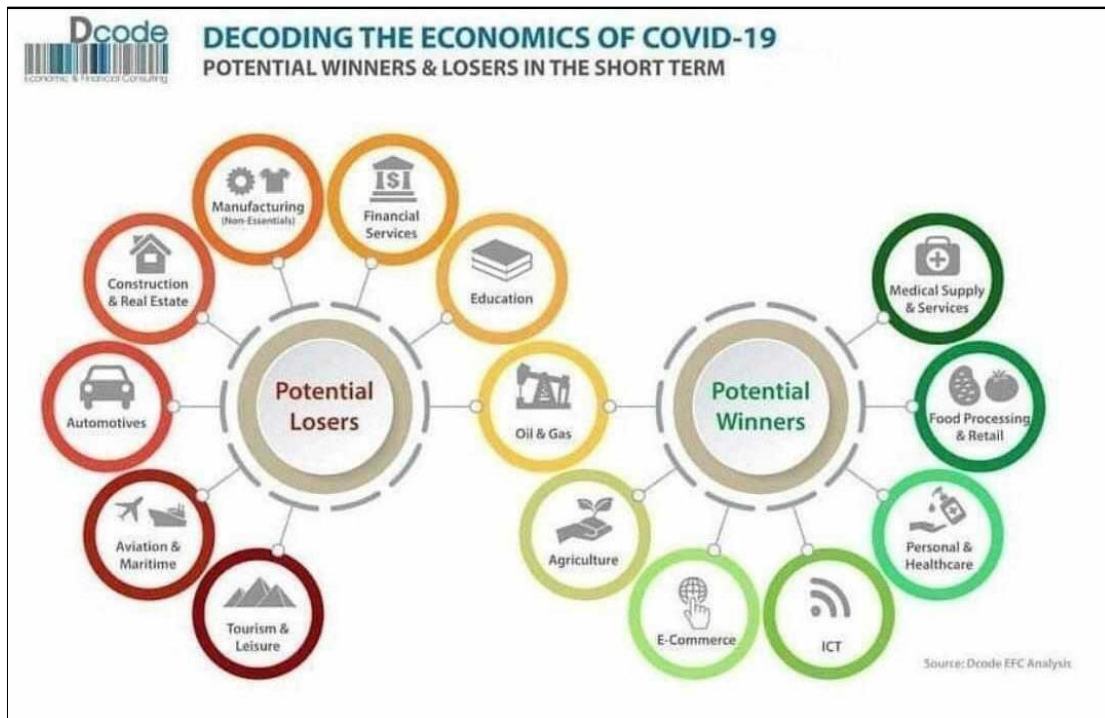 Dcode
Economic & Financial Consulting
DECODING THE ECONOMICS OF COVID-19
POTENTIAL WINNERS & LOSERS IN THE SHORT TERM
Manufacturing
(Non-Essentials)
$
Financial
Services
Construction
& Real Estate
Education
Automotives
Potential
Losers
Oil & Gas
Aviation &
Maritime
Tourism &
Leisure
Potential
Winners
Medical Supply
& Services
Food Processing
& Retail
Personal &
Healthcare
ICT
E-Commerce
Agriculture
Source: Dcode EFC Analysis